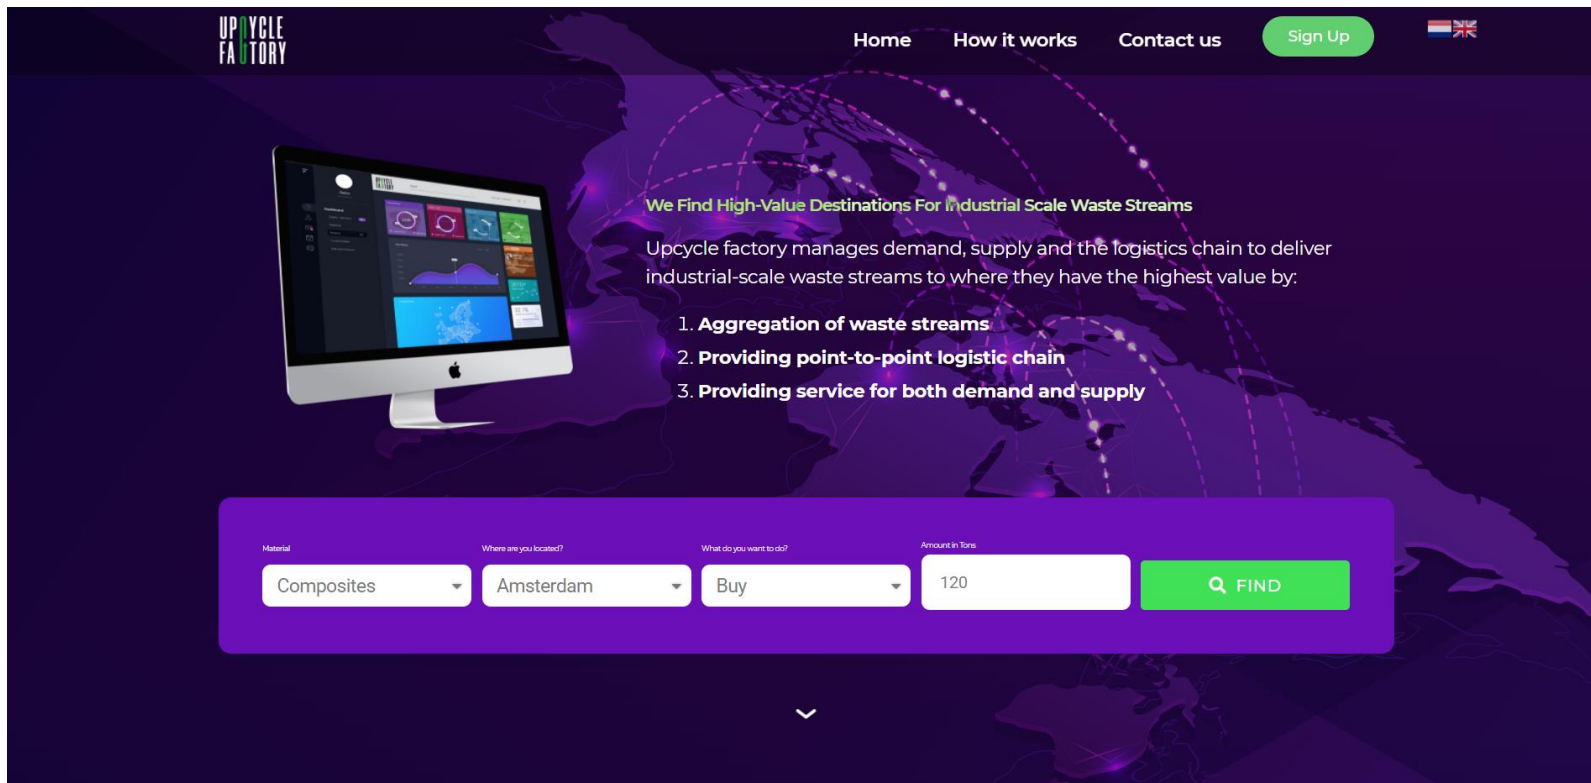 UPCYCLE
FACTORY
Home
How it works
Contact us
Sign Up
We Find High-Value Destinations For Industrial Scale Waste Streams
Upcycle factory manages demand, supply and the logistics chain to deliver
industrial-scale waste streams to where they have the highest value by:
1. Aggregation of waste streams
2. Providing point-to-point logistic chain
3. Providing service for both demand and supply
Material
Where are you located?
What do you want to do?
Amount in Tons
Composites
Amsterdam
Buy
120
FIND